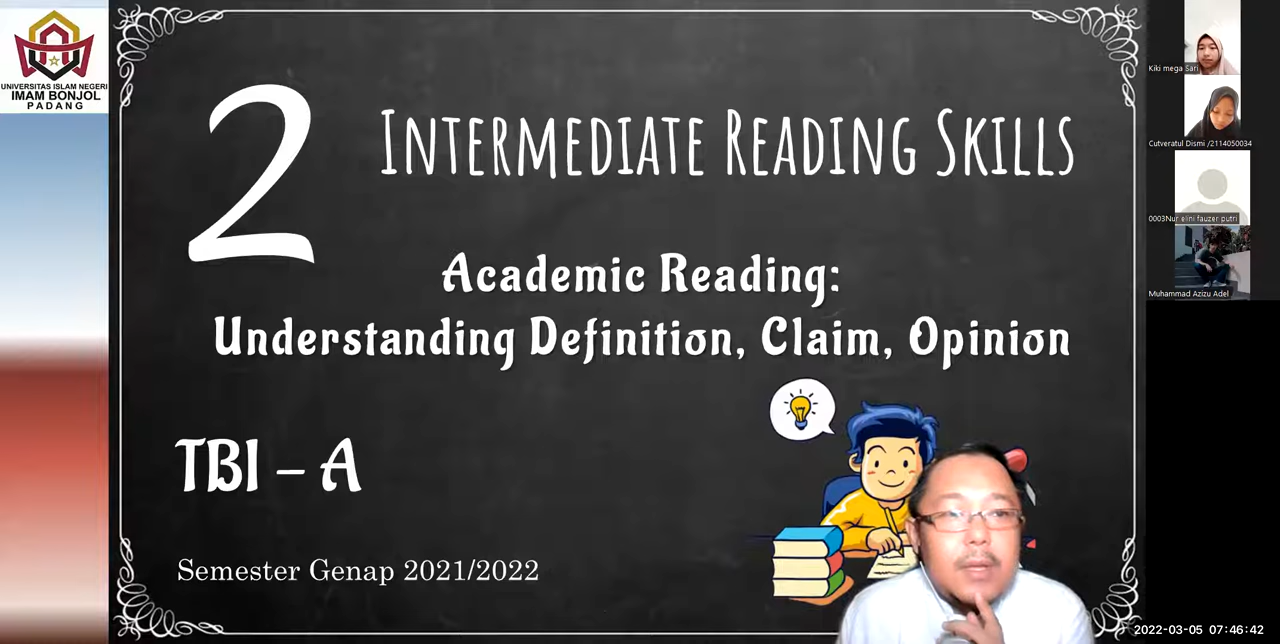 UNIVERSITAS ISLAM NEGERI
IMAM BONJOL
PADANG
2
INTERMEDIATE READING SKILLS
Academic Reading:
Understanding Definition, Claim, Opinion
TBI – A
Semester Genap 2021/2022
Kiki mega Sari
Cutveratul Dismi /2114050034
0003Nur elini fauzer putri
Muhammad Azizu Adel
2022-03-05 07:46:42